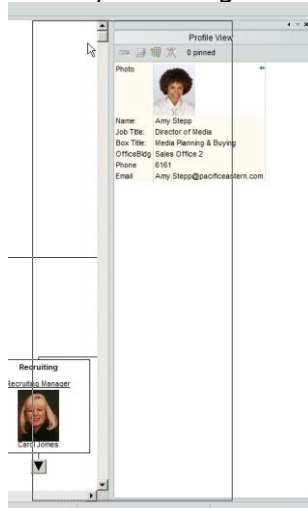 Profile View
0 pinned
Photo
Name: Amy Stepp
Job Title: Director of Media
Box Title: Media Planning & Buying
OfficeBldg Sales Office 2
Phone 6161
Email Amy.Stepp@pacificeastern.com
Recruiting
Recruiting Manager
Carol Jomes